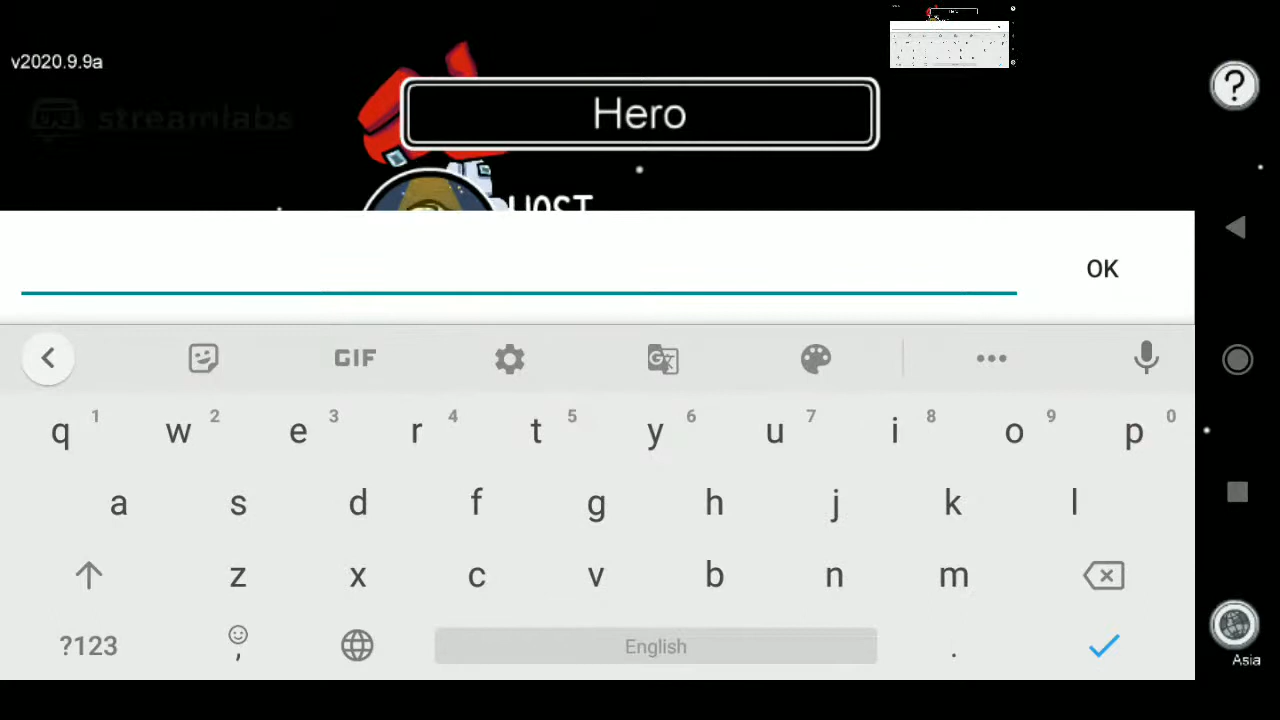 v2020.9.9a
streamlabs
Hero
HOST
OK
GIF
q 1 w 2 e 3 r 4 t 5 y 6 u 7 i 8 o 9 p 0
a s d f g h j k l
z x c v b n m
?123 , English .
Asia